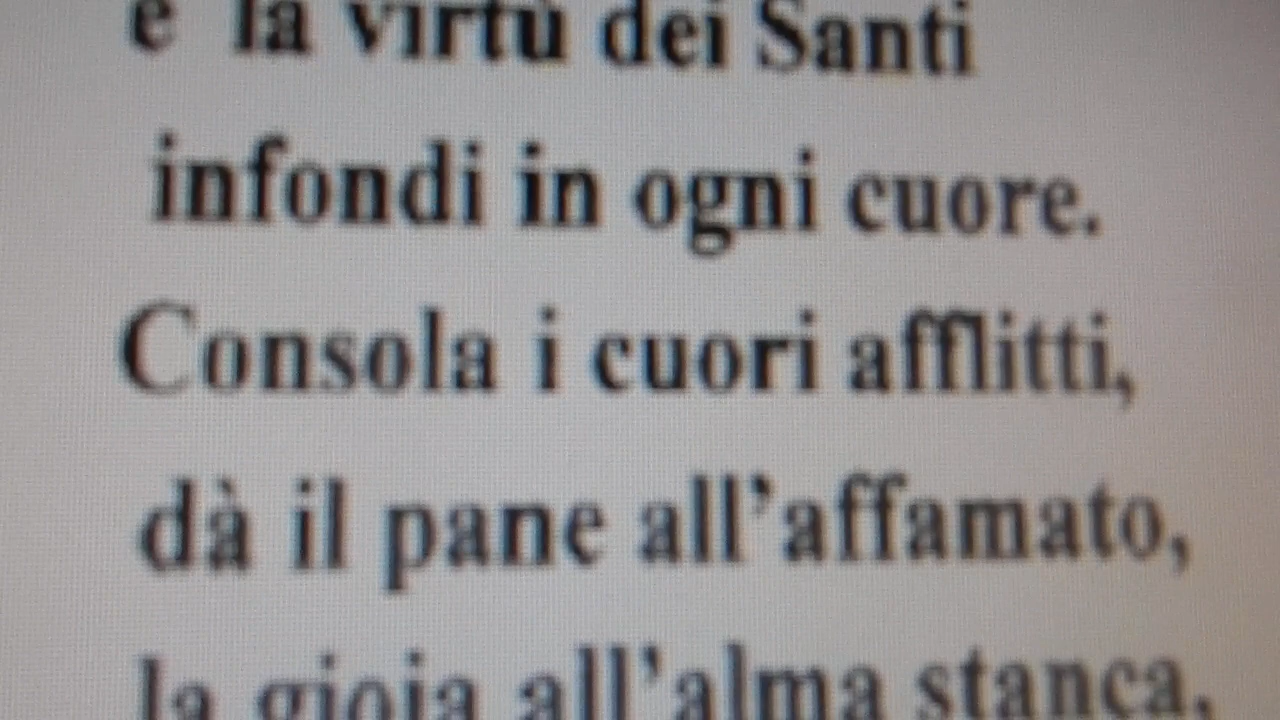 e la virtù dei Santi
infondi in ogni cuore.
Consola i cuori afflitti,
dà il pane all’affamato,
la gioia all’alma stanca,